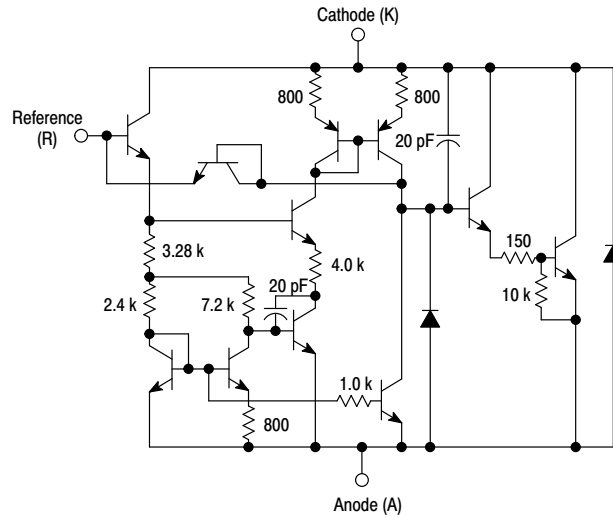 Cathode (K)
800
800
Reference
(R)
20 pF
3.28 k
4.0 k
150
2.4 k
7.2 k
20 pF
10 k
1.0 k
800
Anode (A)